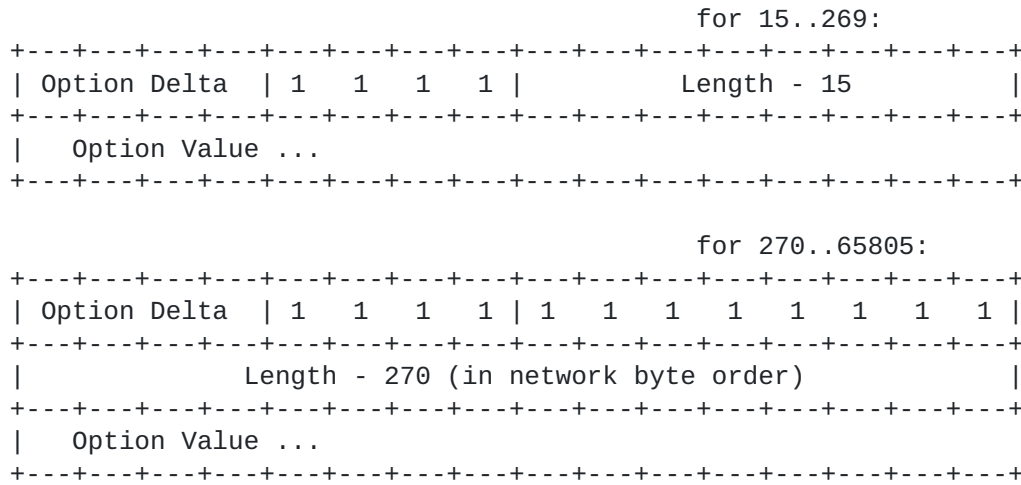 for 15..269:
+---+---+---+---+---+---+---+---+---+---+---+---+---+---+---+---+
| Option Delta  | 1   1   1   1 |          Length - 15          |
+---+---+---+---+---+---+---+---+---+---+---+---+---+---+---+---+
|   Option Value ...
+---+---+---+---+---+---+---+---+---+---+---+---+---+---+---+---+

                                            for 270..65805:
+---+---+---+---+---+---+---+---+---+---+---+---+---+---+---+---+
| Option Delta  | 1   1   1   1 | 1   1   1   1   1   1   1   1 |
+---+---+---+---+---+---+---+---+---+---+---+---+---+---+---+---+
|              Length - 270 (in network byte order)             |
+---+---+---+---+---+---+---+---+---+---+---+---+---+---+---+---+
|   Option Value ...
+---+---+---+---+---+---+---+---+---+---+---+---+---+---+---+---+